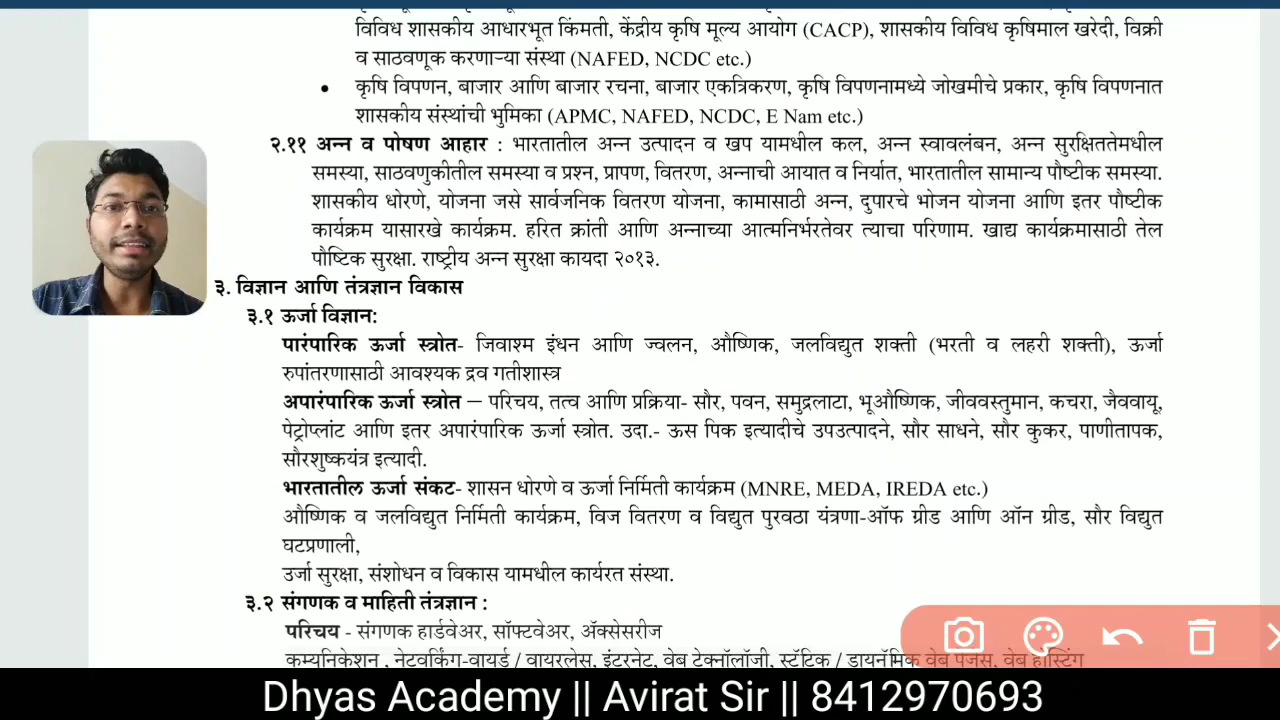 विविध शासकीय आधारभूत किंमती, केंद्रीय कृषि मूल्य आयोग (CACP), शासकीय विविध कृषिमाल खरेदी, विक्री
व साठवणूक करणाऱ्या संस्था (NAFED, NCDC etc.)
• कृषि विपणन, बाजार आणि बाजार रचना, बाजार एकत्रिकरण, कृषि विपणनामध्ये जोखमीचे प्रकार, कृषि विपणनात
शासकीय संस्थांची भुमिका (APMC, NAFED, NCDC, E Nam etc.)
२.११ अन्न व पोषण आहार : भारतातील अन्न उत्पादन व खप यामधील कल, अन्न स्वावलंबन, अन्न सुरक्षिततेमधील
समस्या, साठवणुकीतील समस्या व प्रश्न, प्रापण, वितरण, अन्नाची आयात व निर्यात, भारतातील सामान्य पौष्टीक समस्या.
शासकीय धोरणे, योजना जसे सार्वजनिक वितरण योजना, कामासाठी अन्न, दुपारचे भोजन योजना आणि इतर पौष्टीक
कार्यक्रम यासारखे कार्यक्रम. हरित क्रांती आणि अन्नाच्या आत्मनिर्भरतेवर त्याचा परिणाम. खाद्य कार्यक्रमासाठी तेल
पौष्टिक सुरक्षा. राष्ट्रीय अन्न सुरक्षा कायदा २०१३.
३. विज्ञान आणि तंत्रज्ञान विकास
३.१ ऊर्जा विज्ञान:
पारंपारिक ऊर्जा स्त्रोत- जिवाश्म इंधन आणि ज्वलन, औष्णिक, जलविद्युत शक्ती (भरती व लहरी शक्ती), ऊर्जा
रुपांतरणासाठी आवश्यक द्रव गतीशास्त्र
अपारंपारिक ऊर्जा स्त्रोत – परिचय, तत्व आणि प्रक्रिया- सौर, पवन, समुद्रलाटा, भूऔष्णिक, जीववस्तुमान, कचरा, जैववायू,
पेट्रोप्लांट आणि इतर अपारंपारिक ऊर्जा स्त्रोत. उदा.- ऊस पिक इत्यादीचे उपउत्पादने, सौर साधने, सौर कुकर, पाणीतापक,
सौरशुष्कयंत्र इत्यादी.
भारतातील ऊर्जा संकट- शासन धोरणे व ऊर्जा निर्मिती कार्यक्रम (MNRE, MEDA, IREDA etc.)
औष्णिक व जलविद्युत निर्मिती कार्यक्रम, विज वितरण व विद्युत पुरवठा यंत्रणा-ऑफ ग्रीड आणि ऑन ग्रीड, सौर विद्युत
घटप्रणाली,
उर्जा सुरक्षा, संशोधन व विकास यामधील कार्यरत संस्था.
३.२ संगणक व माहिती तंत्रज्ञान :
परिचय - संगणक हार्डवेअर, सॉफ्टवेअर, ॲक्सेसरीज
कम्युनिकेशन , नेटवर्किंग-वायर्ड / वायरलेस, इंटरनेट, वेब टेक्नॉलॉजी, स्टॅटिक / डायनॅमिक वेब पेजेस, वेब हॉस्टिंग
Dhyas Academy || Avirat Sir || 8412970693